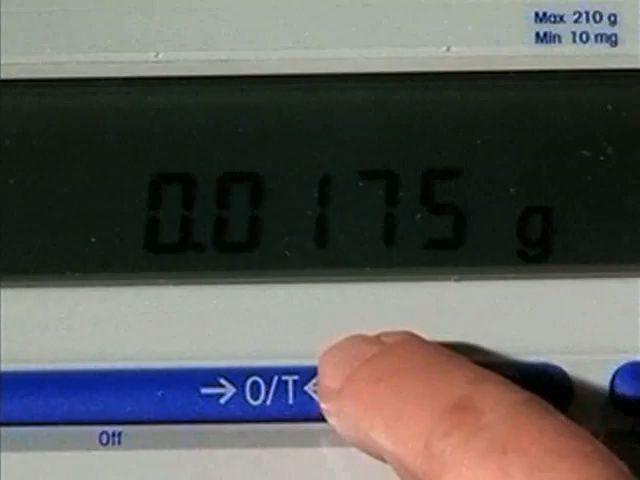 Max 210 g
Min 10 mg
0.0175 g
→ 0/T ←
Off